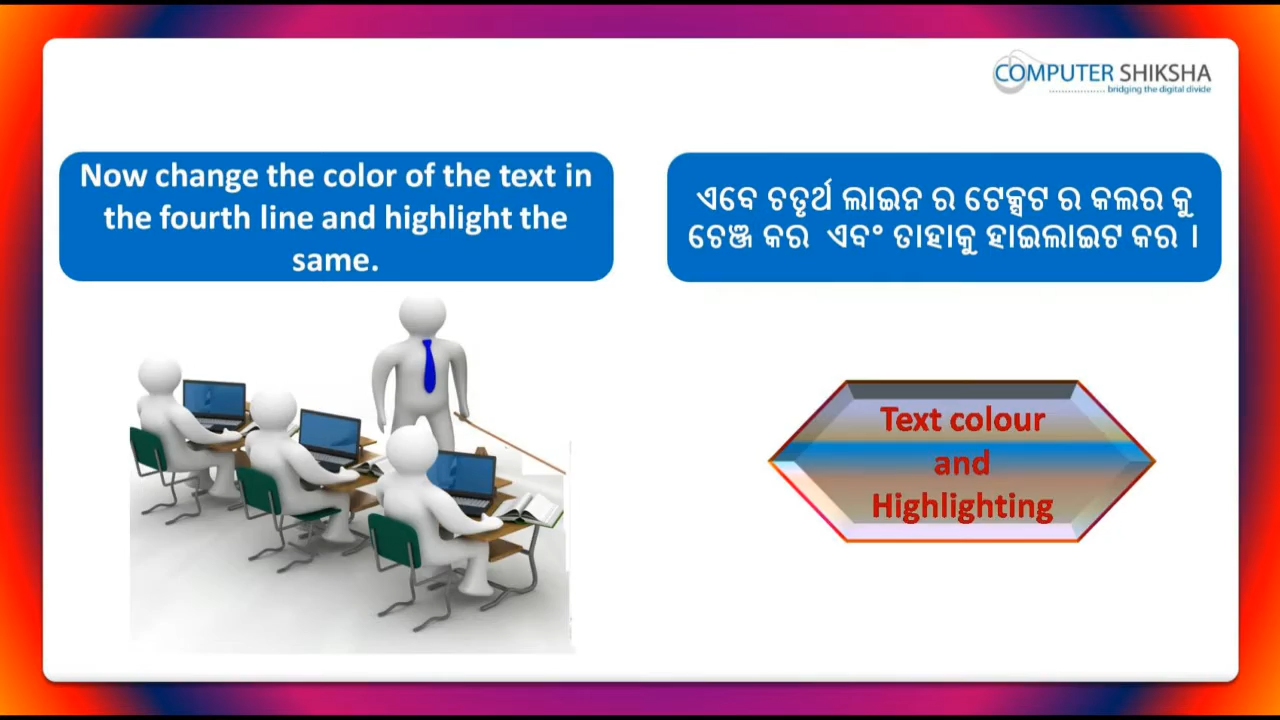 COMPUTER SHIKSHA
bridging the digital divide
Now change the color of the text in
the fourth line and highlight the
same.
ଏବେ ଚତୃର୍ଥ ଲାଇନ ର ଟେକ୍ସଟ ର କଲର କୁ
ଚେଞ୍ଜ କର ଏବଂ ତାହାକୁ ହାଇଲାଇଟ କର ।
Text colour
and
Highlighting